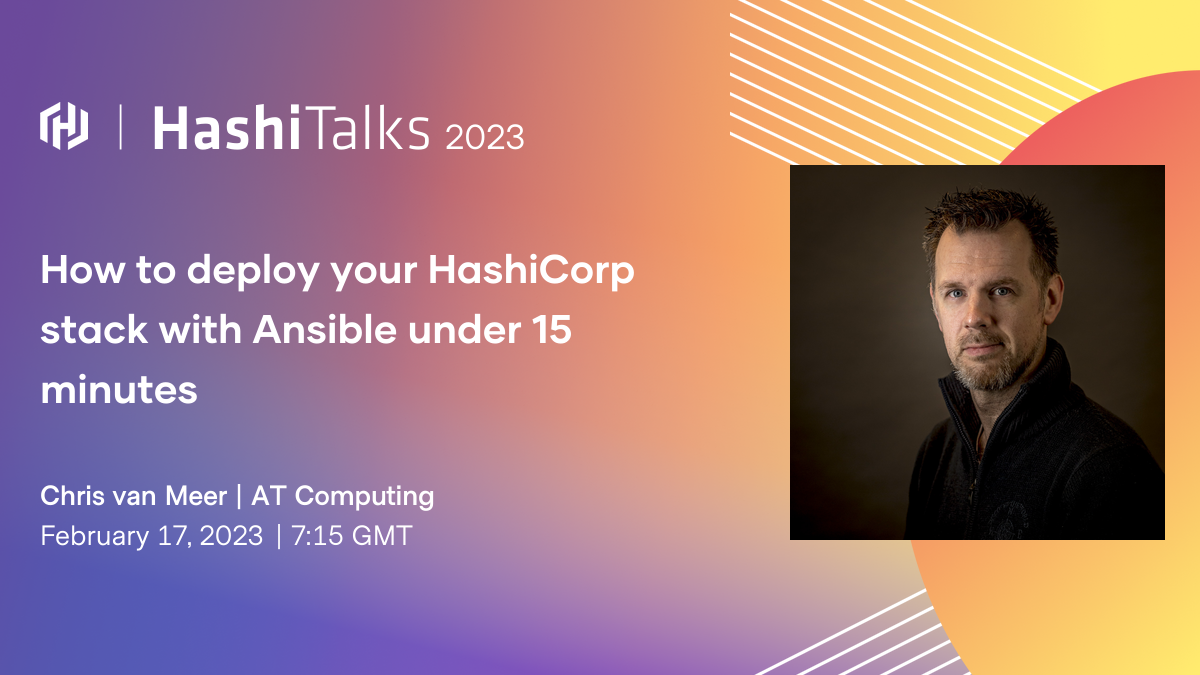 HashiTalks 2023
How to deploy your HashiCorp
stack with Ansible under 15
minutes
Chris van Meer | AT Computing
February 17, 2023 | 7:15 GMT